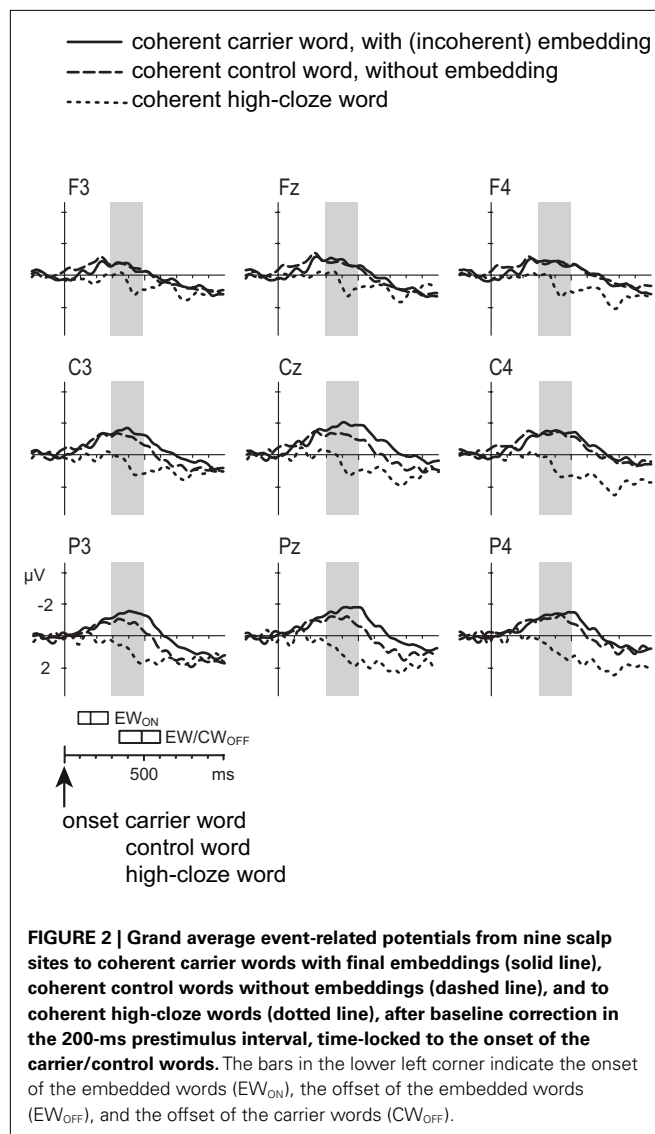 coherent carrier word, with (incoherent) embedding
coherent control word, without embedding
coherent high-cloze word
F3 Fz F4
C3 Cz C4
P3 Pz P4
µV
-2
2
EW_ON
EW/CW_OFF
500 ms
onset carrier word
control word
high-cloze word
FIGURE 2 | Grand average event-related potentials from nine scalp
sites to coherent carrier words with final embeddings (solid line),
coherent control words without embeddings (dashed line), and to
coherent high-cloze words (dotted line), after baseline correction in
the 200-ms prestimulus interval, time-locked to the onset of the
carrier/control words. The bars in the lower left corner indicate the onset
of the embedded words (EW_ON), the offset of the embedded words
(EW_OFF), and the offset of the carrier words (CW_OFF).